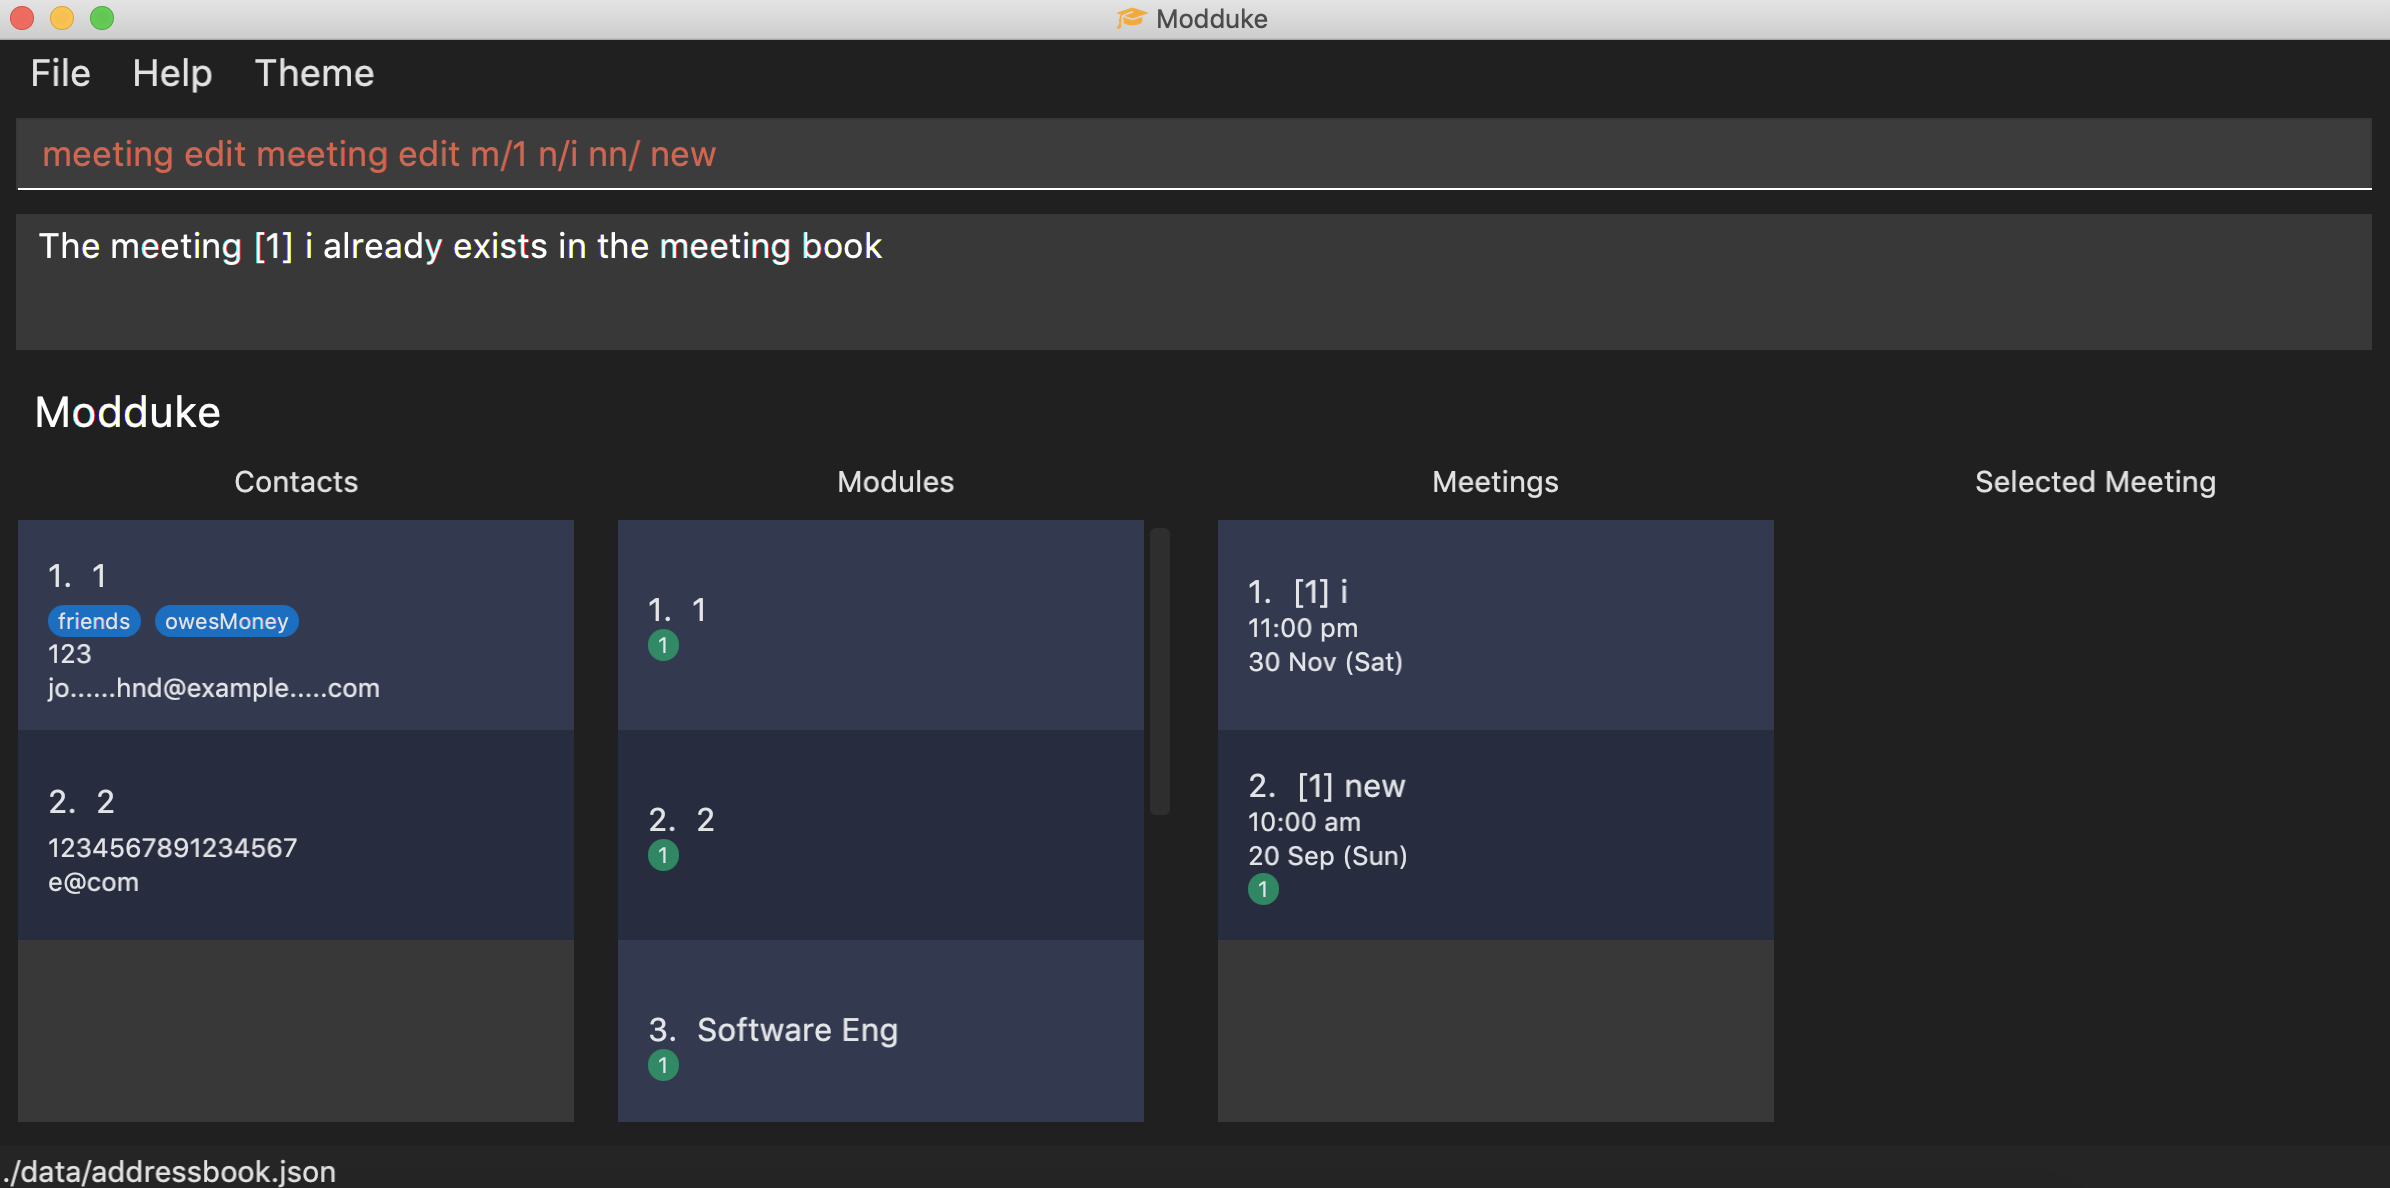 Modduke
File Help Theme
meeting edit meeting edit m/1 n/i nn/ new
The meeting [1] i already exists in the meeting book
Modduke
Contacts Modules Meetings Selected Meeting
1. 1
friends owesMoney
123
jo......hnd@example.....com
2. 2
1234567891234567
e@com
1. 1
1
2. 2
1
3. Software Eng
1
1. [1] i
11:00 pm
30 Nov (Sat)
2. [1] new
10:00 am
20 Sep (Sun)
1
./data/addressbook.json